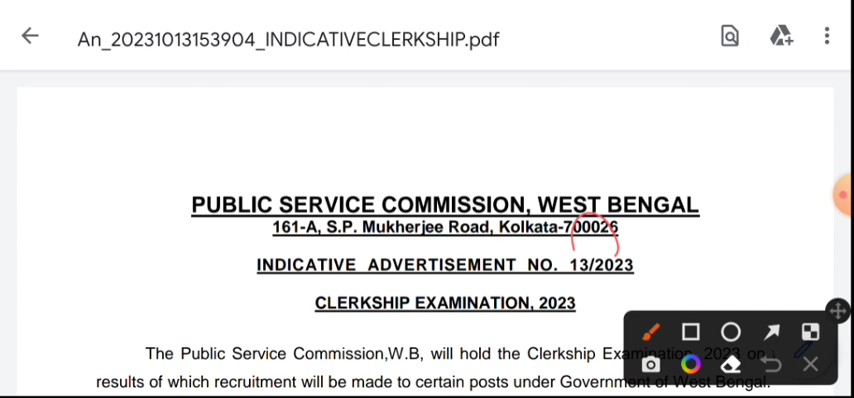 An_20231013153904_INDICATIVECLERKSHIP.pdf
PUBLIC SERVICE COMMISSION, WEST BENGAL
161-A, S.P. Mukherjee Road, Kolkata-700026
INDICATIVE ADVERTISEMENT NO. 13/2023
CLERKSHIP EXAMINATION, 2023
The Public Service Commission,W.B, will hold the Clerkship Examination, 2023 on
results of which recruitment will be made to certain posts under Government of West Bengal.